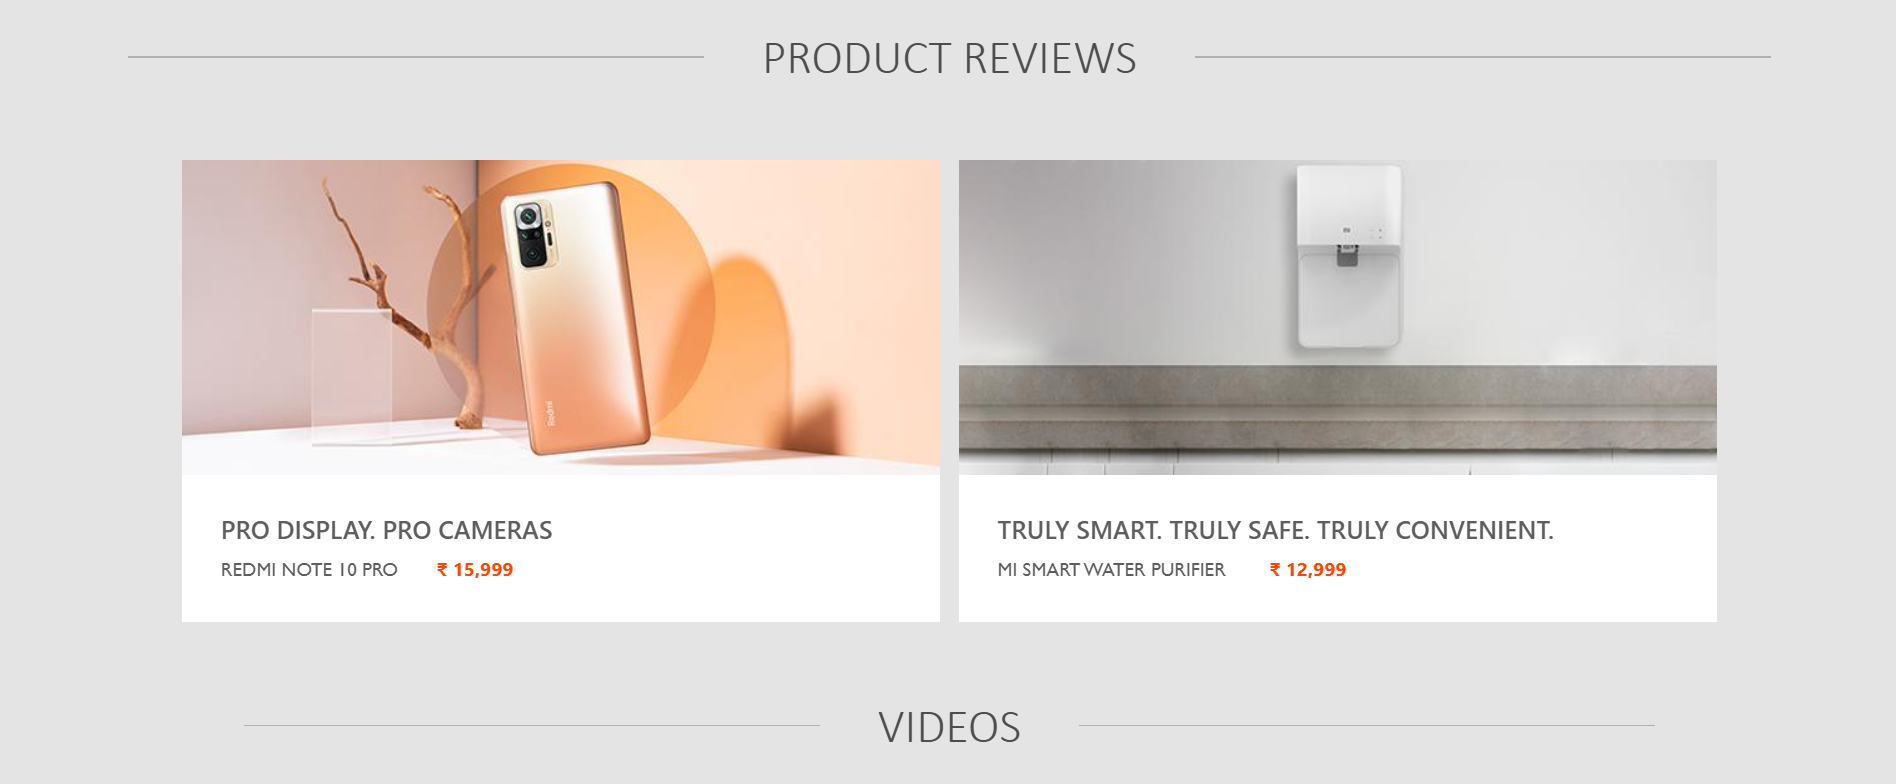 PRODUCT REVIEWS
Redmi
PRO DISPLAY. PRO CAMERAS
REDMI NOTE 10 PRO ₹ 15,999
TRULY SMART. TRULY SAFE. TRULY CONVENIENT.
MI SMART WATER PURIFIER ₹ 12,999
VIDEOS